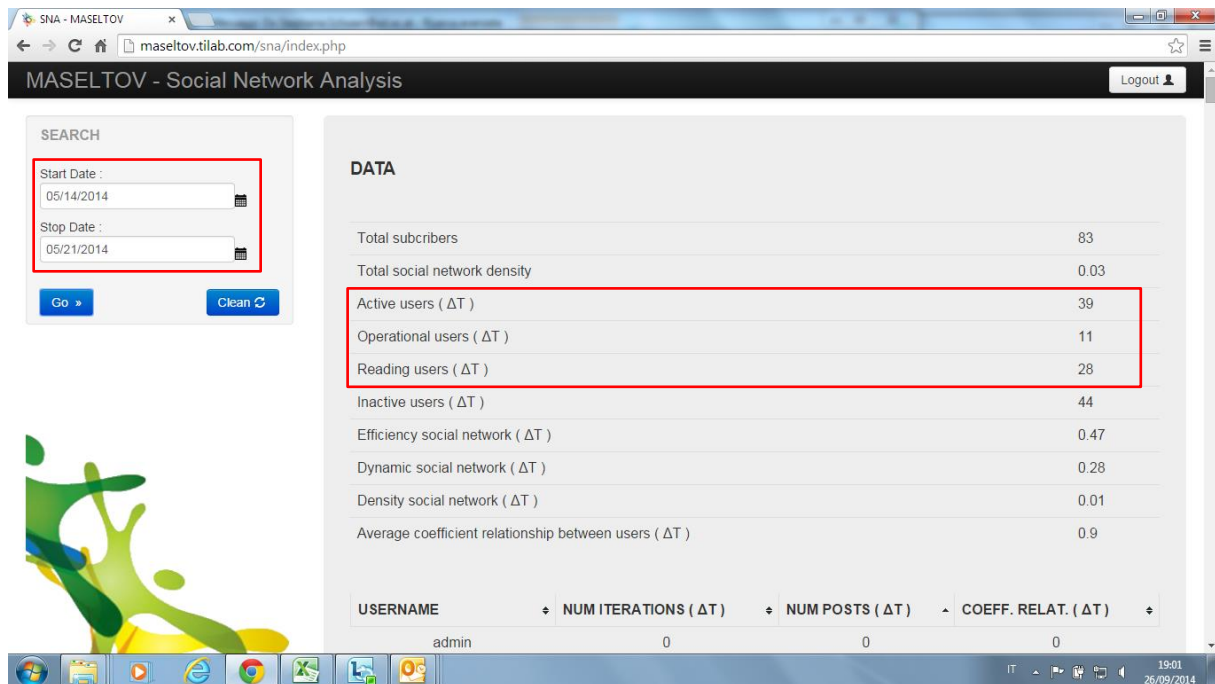 SNA - MASELTOV
maseltov.tilab.com/sna/index.php
MASELTOV - Social Network Analysis
Logout
SEARCH
Start Date :
05/14/2014
Stop Date :
05/21/2014
Go »
Clean
DATA
Total subcribers 83
Total social network density 0.03
Active users ( ΔT ) 39
Operational users ( ΔT ) 11
Reading users ( ΔT ) 28
Inactive users ( ΔT ) 44
Efficiency social network ( ΔT ) 0.47
Dynamic social network ( ΔT ) 0.28
Density social network ( ΔT ) 0.01
Average coefficient relationship between users ( ΔT ) 0.9
USERNAME NUM ITERATIONS ( ΔT ) NUM POSTS ( ΔT ) COEFF. RELAT. ( ΔT )
admin 0 0 0
IT
19:01
26/09/2014